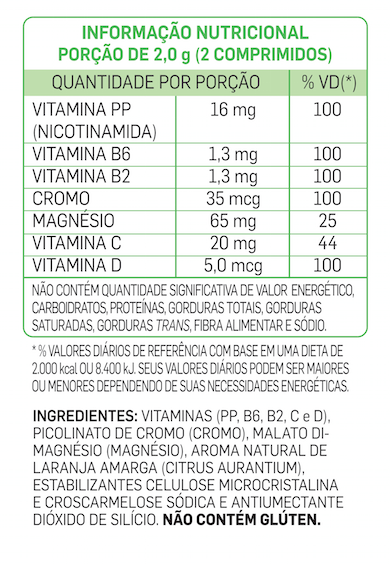 INFORMAÇÃO NUTRICIONAL
PORÇÃO DE 2,0 g (2 COMPRIMIDOS)
QUANTIDADE POR PORÇÃO % VD(*)
VITAMINA PP 16 mg 100
(NICOTINAMIDA)
VITAMINA B6 1,3 mg 100
VITAMINA B2 1,3 mg 100
CROMO 35 mcg 100
MAGNÉSIO 65 mg 25
VITAMINA C 20 mg 44
VITAMINA D 5,0 mcg 100
NÃO CONTÉM QUANTIDADE SIGNIFICATIVA DE VALOR ENERGÉTICO,
CARBOIDRATOS, PROTEÍNAS, GORDURAS TOTAIS, GORDURAS
SATURADAS, GORDURAS TRANS, FIBRA ALIMENTAR E SÓDIO.
* % VALORES DIÁRIOS DE REFERÊNCIA COM BASE EM UMA DIETA DE
2.000 kcal OU 8.400 kJ. SEUS VALORES DIÁRIOS PODEM SER MAIORES
OU MENORES DEPENDENDO DE SUAS NECESSIDADES ENERGÉTICAS.
INGREDIENTES: VITAMINAS (PP, B6, B2, C e D),
PICOLINATO DE CROMO (CROMO), MALATO DI-
MAGNÉSIO (MAGNÉSIO), AROMA NATURAL DE
LARANJA AMARGA (CITRUS AURANTIUM),
ESTABILIZANTES CELULOSE MICROCRISTALINA
E CROSCARMELOSE SÓDICA E ANTIUMECTANTE
DIÓXIDO DE SILÍCIO. NÃO CONTÉM GLÚTEN.